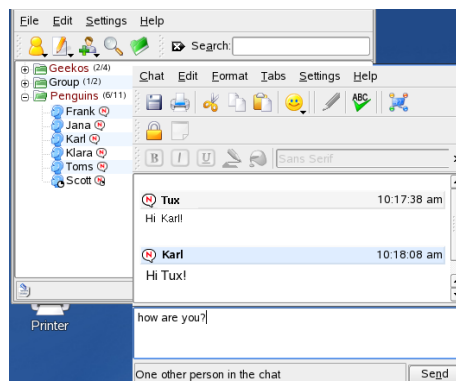 File Edit Settings Help
Search:
Geekos (2/4)
Group (1/2)
Penguins (6/11)
Frank
Jana
Karl
Klara
Toms
Scott
Chat Edit Format Tabs Settings Help
ABC
B I U Sans Serif
N Tux 10:17:38 am
Hi Karl!
N Karl 10:18:08 am
Hi Tux!
how are you?
One other person in the chat Send
Printer